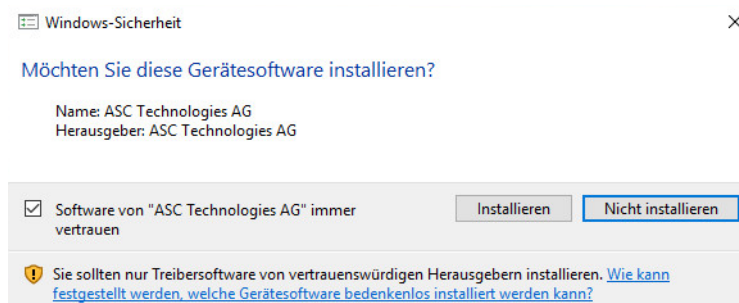 Windows-Sicherheit
Möchten Sie diese Gerätesoftware installieren?
Name: ASC Technologies AG
Herausgeber: ASC Technologies AG
Software von "ASC Technologies AG" immer
vertrauen
Installieren
Nicht installieren
Sie sollten nur Treibersoftware von vertrauenswürdigen Herausgebern installieren. Wie kann
festgestellt werden, welche Gerätesoftware bedenkenlos installiert werden kann?